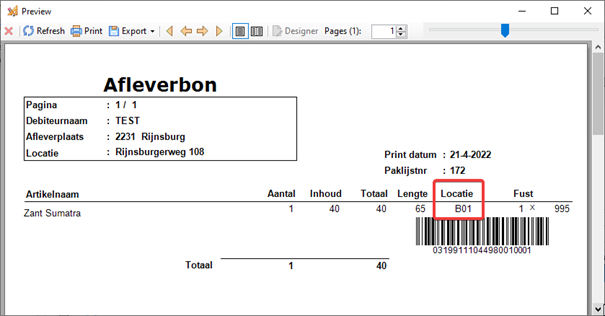 Preview
Refresh Print Export Designer Pages (1): 1
Afleverbon
Pagina : 1 / 1
Debiteurnaam : TEST
Afleverplaats : 2231 Rijnsburg
Locatie : Rijnsburgerweg 108
Print datum : 21-4-2022
Paklijstnr : 172
Artikelnaam Aantal Inhoud Totaal Lengte Locatie Fust
Zant Sumatra 1 40 40 65 B01 1 X 995
03199111044980010001
Totaal 1 40